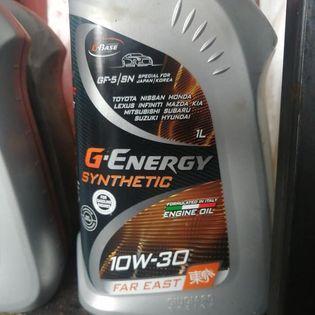 G-BASE
GF-5/SN
SPECIAL FOR
JAPAN/KOREA
TOYOTA NISSAN HONDA
LEXUS INFINITI MAZDA KIA
MITSUBISHI SUBARU
SUZUKI HYUNDAI
1L
G-ENERGY
SYNTHETIC
FORMULATED IN ITALY
ENGINE OIL
10W-30
FAR EAST